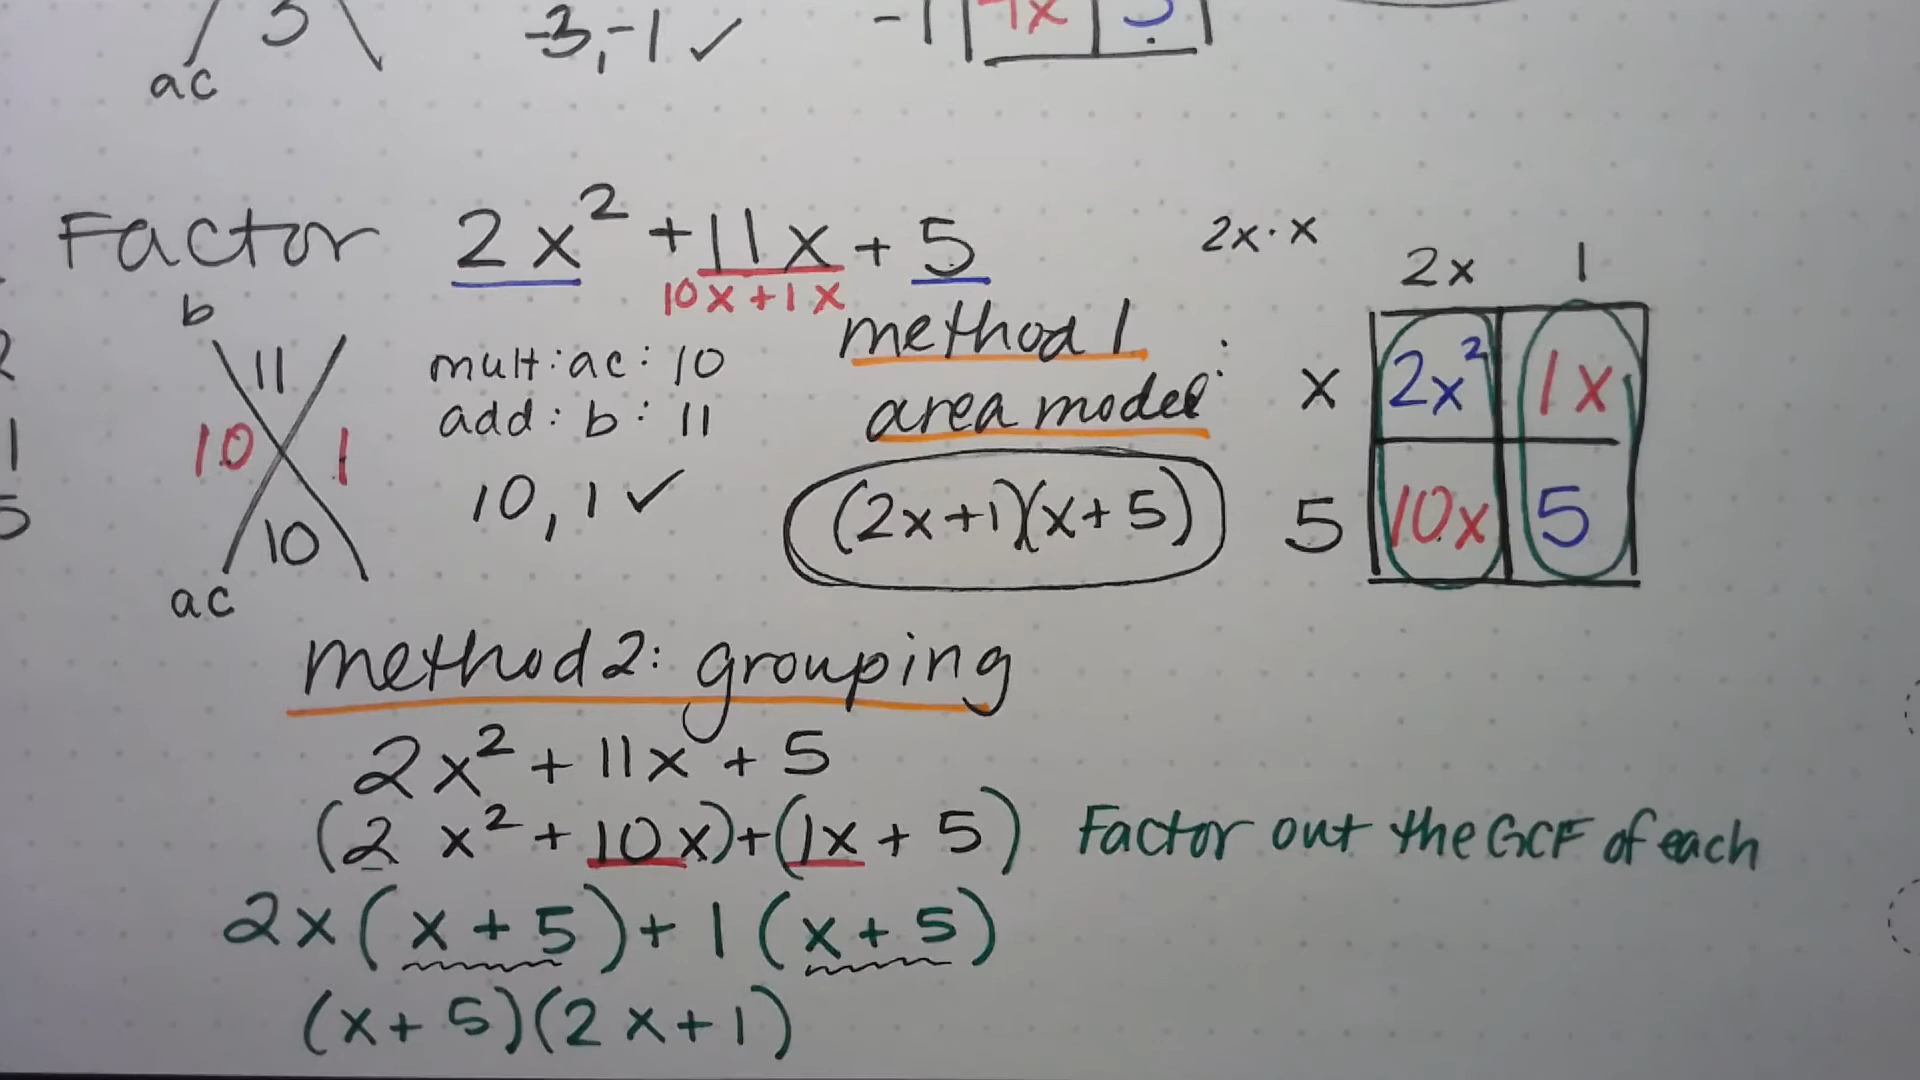 ac 3 -3,-1 ✓ -1
Factor 2x² + 11x + 5
10x + 1x
2x·x
2x 1
b
11
10 1
10
ac
mult: ac: 10
add: b: 11
10, 1 ✓
method 1
area model:
(2x+1)(x+5)
x 2x² 1x
5 10x 5
method 2: grouping
2x² + 11x + 5
(2x² + 10x) + (1x + 5) Factor out the GCF of each
2x(x + 5) + 1(x + 5)
(x + 5)(2x + 1)